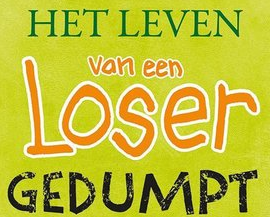 HET LEVEN
van een
Loser
GEDUMPT